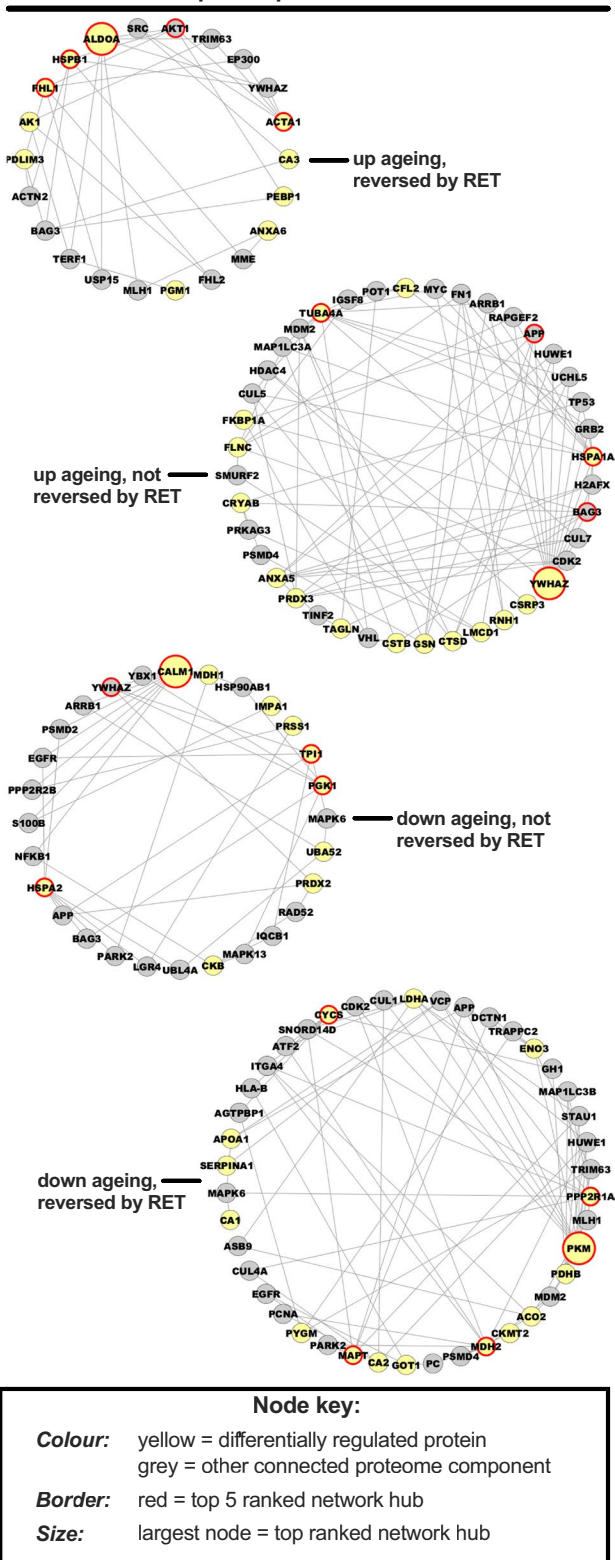 SRC
AKT1
ALDOA
TRIM63
HSPB1
EP300
FHL1
YWHAZ
AK1
ACTA1
PDLIM3
CA3
up ageing,
reversed by RET
ACTN2
PEBP1
BAG3
ANXA6
TERF1
MME
USP15
FHL2
MLH1
PGM1
POT1
CFL2
MYC
IGSF8
FN1
TUBA4A
ARRB1
MDM2
RAPGEF2
MAP1LC3A
APP
HDAC4
HUWE1
CUL5
UCHL5
FKBP1A
TP53
FLNC
GRB2
up ageing, not
reversed by RET
SMURF2
HSPA1A
CRYAB
H2AFX
PRKAG3
BAG3
PSMD4
CUL7
ANXA5
CDK2
PRDX3
YWHAZ
TINF2
CSRP3
TAGLN
RNH1
VHL
LMCD1
CSTB
GSN
CTSD
YBX1
CALM1
MDH1
YWHAZ
HSP90AB1
ARRB1
IMPA1
PSMD2
PRSS1
EGFR
TPI1
PPP2R2B
PGK1
S100B
MAPK6
down ageing, not
reversed by RET
NFKB1
UBA52
HSPA2
PRDX2
APP
RAD52
BAG3
IQCB1
PARK2
MAPK13
LGR4
UBL4A
CKB
CDK2
CUL1
LDHA
VCP
APP
CYCS
DCTN1
SNORD14D
TRAPPC2
ATF2
ENO3
ITGA4
GH1
HLA-B
MAP1LC3B
AGTPBP1
STAU1
APOA1
HUWE1
SERPINA1
TRIM63
down ageing,
reversed by RET
MAPK6
PPP2R1A
CA1
MLH1
ASB9
PKM
CUL4A
PDHB
EGFR
MDM2
PCNA
ACO2
PYGM
CKMT2
PARK2
MDH2
MAPT
PSMD4
CA2
GOT1
PC
Node key:
Colour: yellow = differentially regulated protein
grey = other connected proteome component
Border: red = top 5 ranked network hub
Size: largest node = top ranked network hub